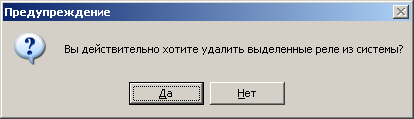 Предупреждение
Вы действительно хотите удалить выделенные реле из системы?
Да Нет